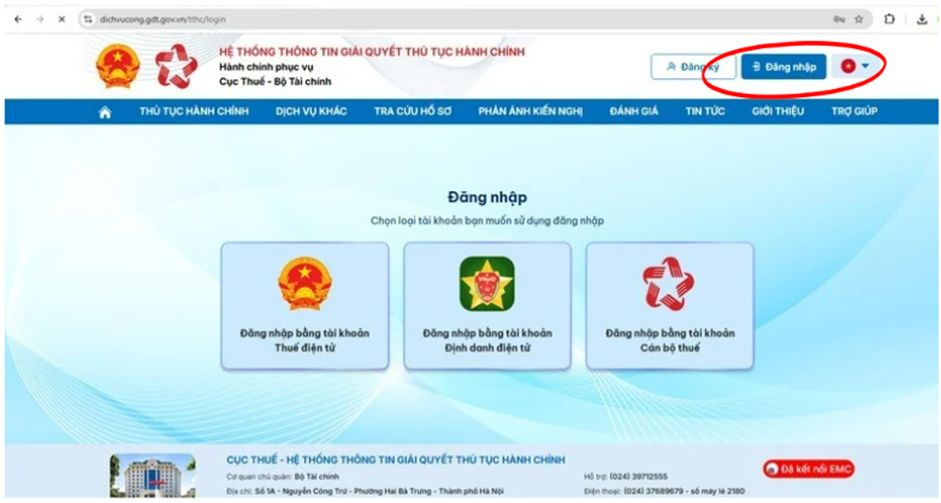 dichvucong.gdt.gov.vn/tthc/login
HỆ THỐNG THÔNG TIN GIẢI QUYẾT THỦ TỤC HÀNH CHÍNH
Hành chính phục vụ
Cục Thuế - Bộ Tài chính
Đăng ký
Đăng nhập
THỦ TỤC HÀNH CHÍNH DỊCH VỤ KHÁC TRA CỨU HỒ SƠ PHẢN ÁNH KIẾN NGHỊ ĐÁNH GIÁ TIN TỨC GIỚI THIỆU TRỢ GIÚP
Đăng nhập
Chọn loại tài khoản bạn muốn sử dụng đăng nhập
Đăng nhập bằng tài khoản
Thuế điện tử
Đăng nhập bằng tài khoản
Định danh điện tử
Đăng nhập bằng tài khoản
Cán bộ thuế
CỤC THUẾ - HỆ THỐNG THÔNG TIN GIẢI QUYẾT THỦ TỤC HÀNH CHÍNH
Cơ quan chủ quản: Bộ Tài chính
Địa chỉ: Số 1A - Nguyễn Công Trứ - Phường Hai Bà Trưng - Thành phố Hà Nội
Hỗ trợ: (024) 39712555
Điện thoại: (024) 37689679 - số máy lẻ 2180
Đã kết nối EMC